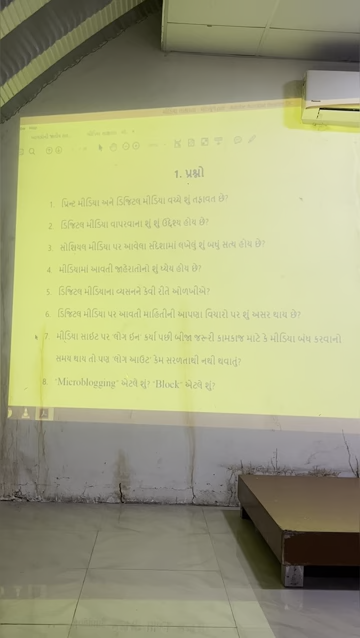 1. પ્રશ્નો
1. પ્રિન્ટ મીડિયા અને ડિજિટલ મીડિયા વચ્ચે શું તફાવત છે?
2. ડિજિટલ મીડિયા વાપરવાના શું શું ઉદ્દેશ્ય હોય છે?
3. સોશિયલ મીડિયા પર આવેલા સંદેશામાં લખેલું શું બધું સત્ય હોય છે?
4. મીડિયામાં આવતી જાહેરાતોનો શું ધ્યેય હોય છે?
5. ડિજિટલ મીડિયાના વ્યસનને કેવી રીતે ઓળખીએ?
6. ડિજિટલ મીડિયા પર આવતી માહિતીનો આપણા વિચારો પર શું અસર થાય છે?
7. મીડિયા સાઇટ પર 'લોગ ઇન' કર્યા પછી બીજા જરૂરી કામકાજ માટે કે મીડિયા બંધ કરવાનો
સમય થાય તો પણ 'લોગ આઉટ' કેમ સરળતાથી નથી થવાતું?
8. 'Microblogging' એટલે શું? 'Block' એટલે શું?